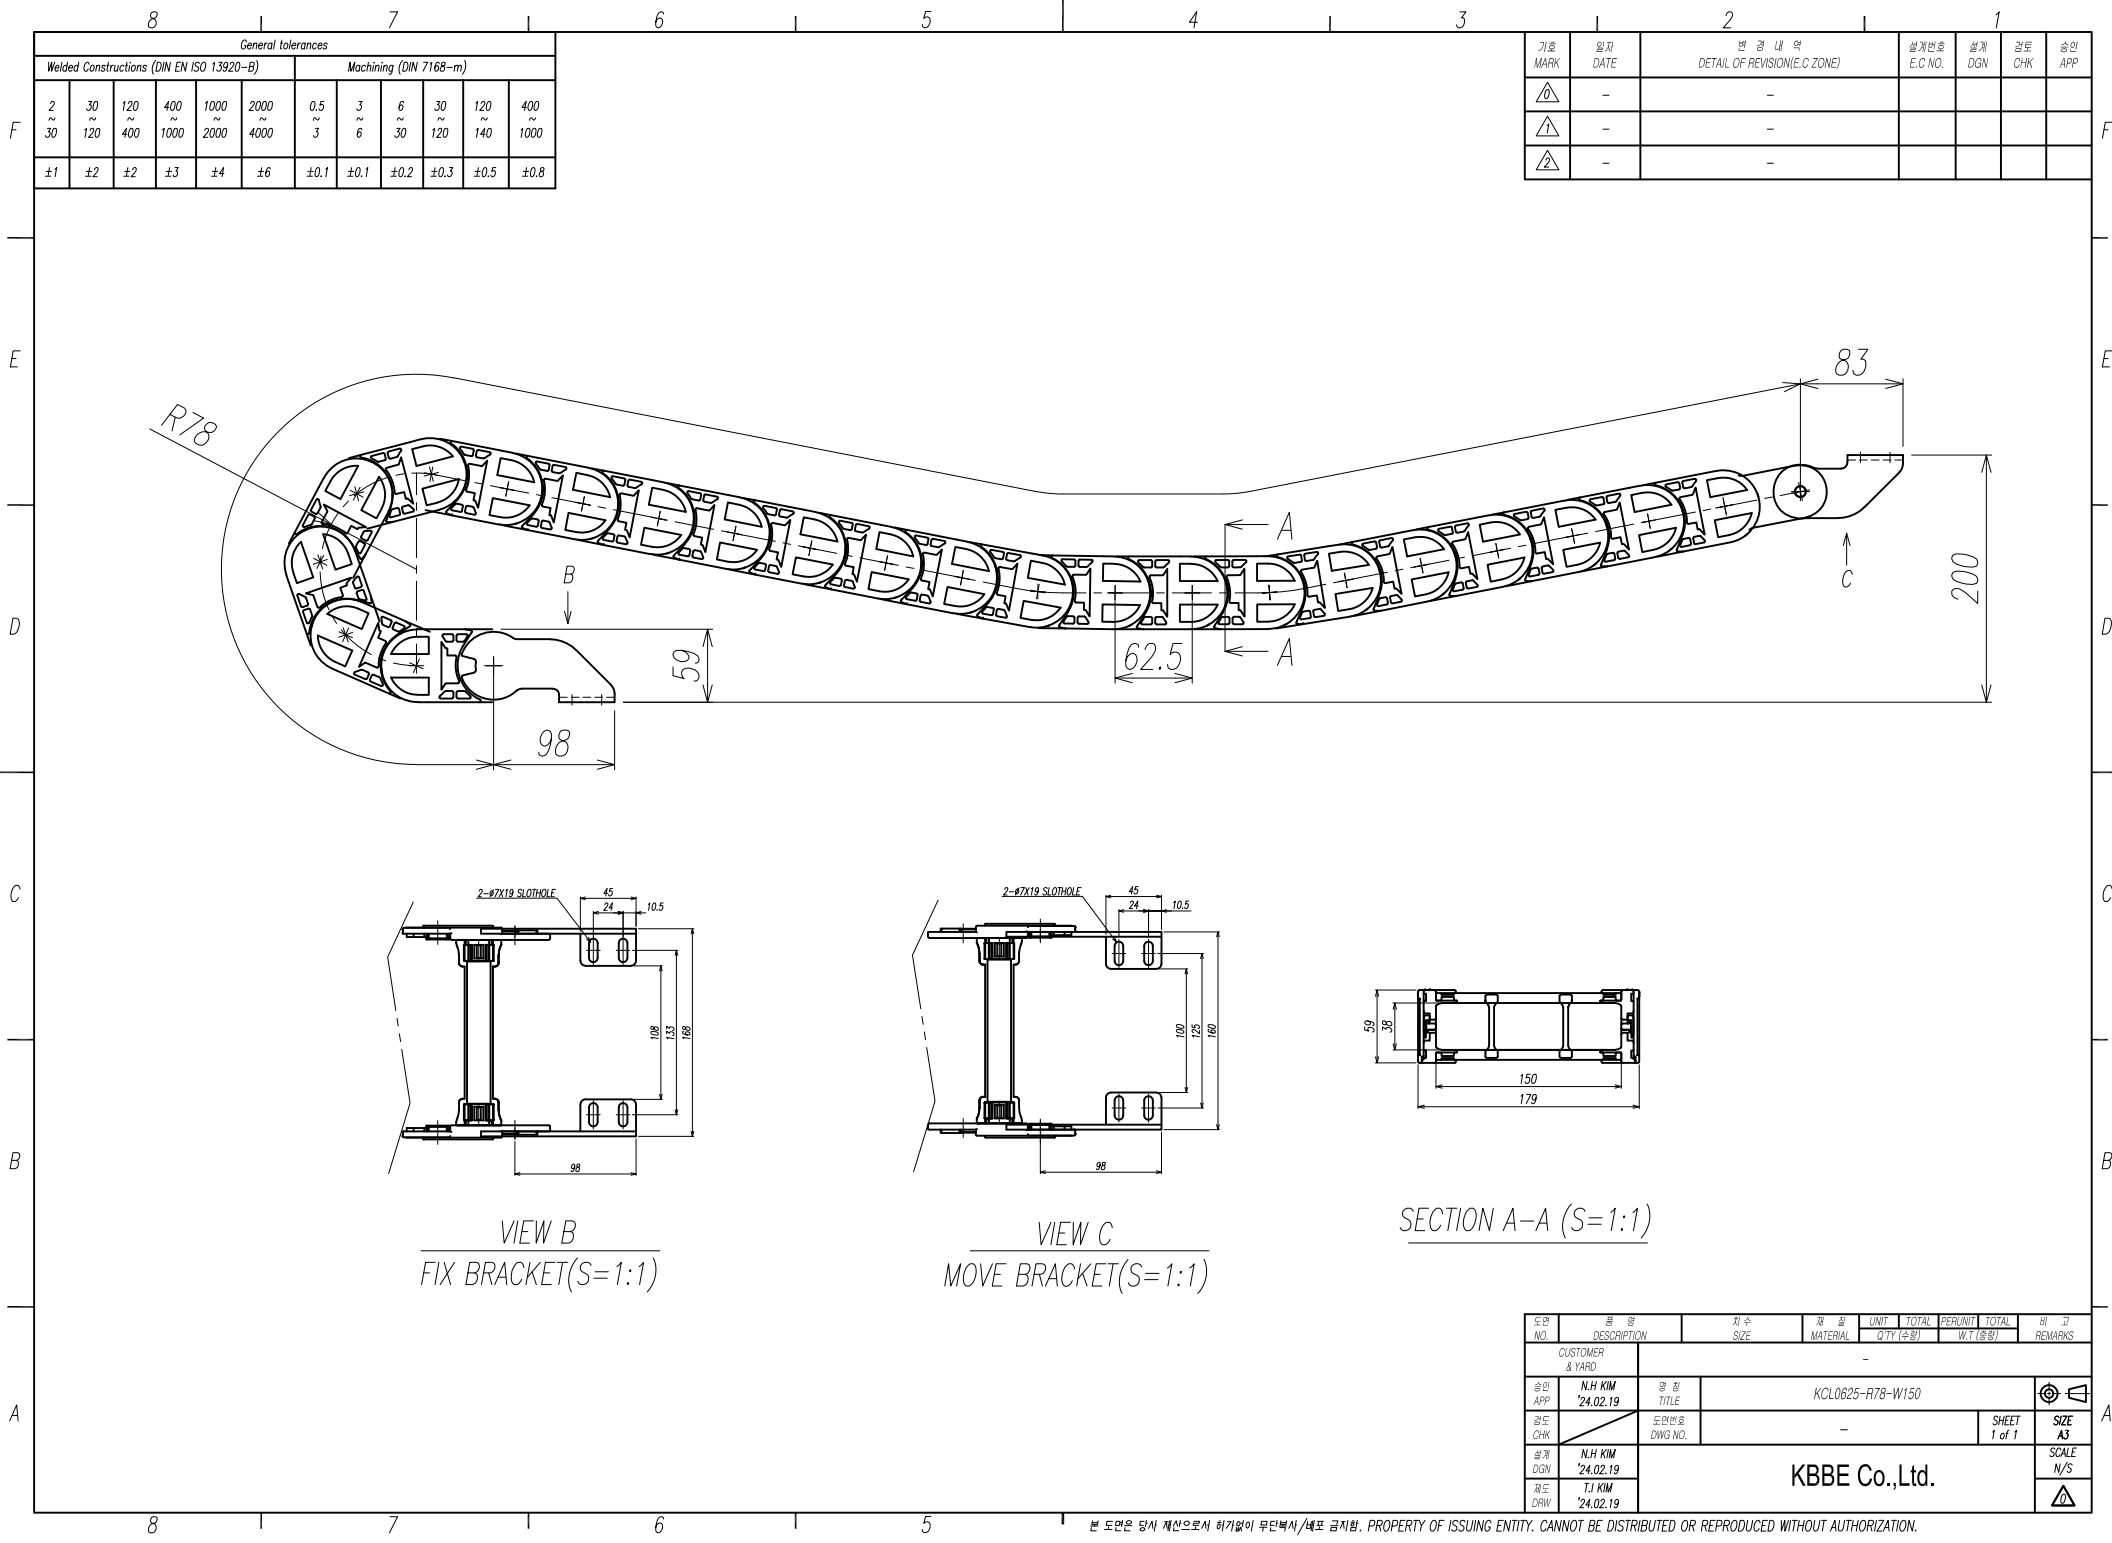 8 7 6 5 4 3 2 1
General tolerances
Welded Constructions (DIN EN ISO 13920-B) Machining (DIN 7168-m)
2 ~ 30 30 ~ 120 120 ~ 400 400 ~ 1000 1000 ~ 2000 2000 ~ 4000 0.5 ~ 3 3 ~ 6 6 ~ 30 30 ~ 120 120 ~ 140 400 ~ 1000
±1 ±2 ±2 ±3 ±4 ±6 ±0.1 ±0.1 ±0.2 ±0.3 ±0.5 ±0.8
기호 일자 변 경 내 역 설계번호 설계 검토 승인
MARK DATE DETAIL OF REVISION(E.C ZONE) E.C NO. DGN CHK APP
0 - -
1 - -
2 - -
F F
E E
D D
C C
B B
A A
R78
83
200
A
A
B
C
59
62.5
98
2-ø7X19 SLOTHOLE
45
24 10.5
108 133 168
98
VIEW B
FIX BRACKET(S=1:1)
2-ø7X19 SLOTHOLE
45
24 10.5
100 125 160
98
VIEW C
MOVE BRACKET(S=1:1)
59 38
150
179
SECTION A-A (S=1:1)
도면 품 명 치 수 재 질 UNIT TOTAL PERUNIT TOTAL 비 고
NO. DESCRIPTION SIZE MATERIAL Q'TY (수량) W.T (중량) REMARKS
CUSTOMER
& YARD -
승인 N.H KIM 명 칭
APP '24.02.19 TITLE KCL0625-R78-W150
검도 도면번호 SHEET SIZE
CHK DWG NO. - 1 of 1 A3
설계 N.H KIM SCALE
DGN '24.02.19 N/S
KBBE Co.,Ltd.
제도 T.I KIM
DRW '24.02.19 0
8 7 6 5
본 도면은 당사 재산으로서 허가없이 무단복사/배포 금지함. PROPERTY OF ISSUING ENTITY. CANNOT BE DISTRIBUTED OR REPRODUCED WITHOUT AUTHORIZATION.